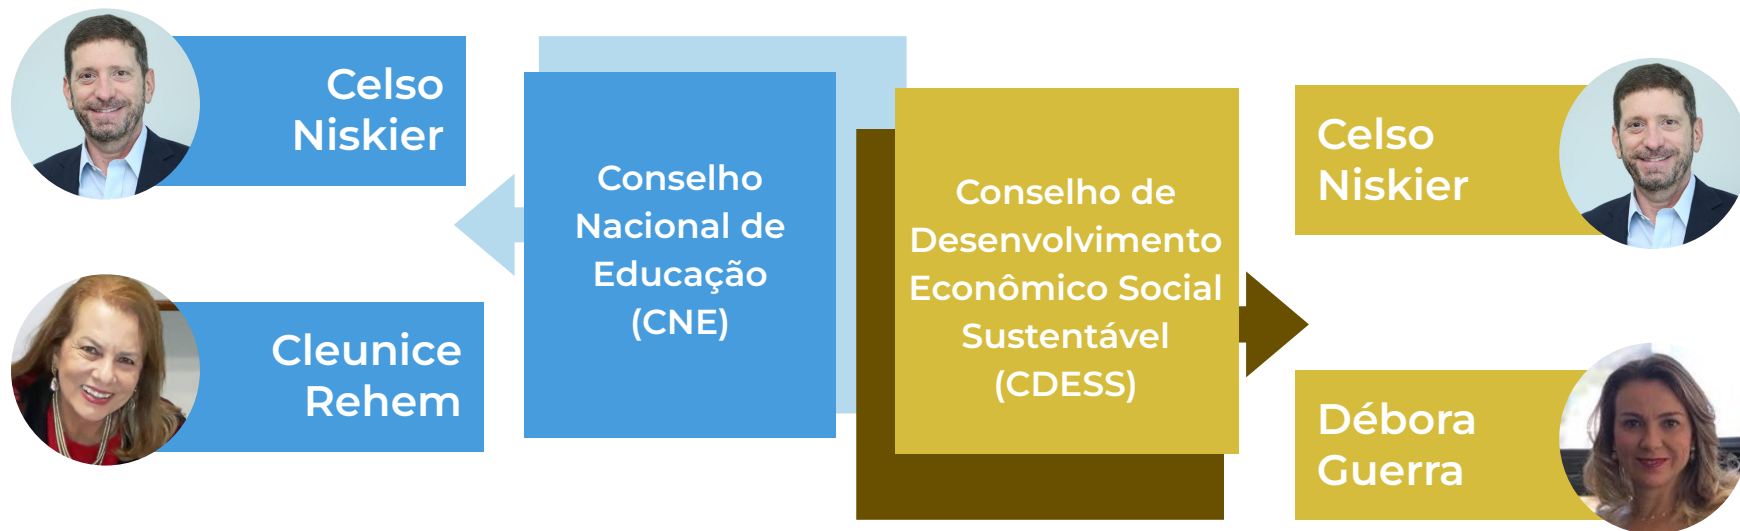 Celso
Niskier
Cleunice
Rehem
Conselho
Nacional de
Educação
(CNE)
Conselho de
Desenvolvimento
Econômico Social
Sustentável
(CDESS)
Celso
Niskier
Débora
Guerra